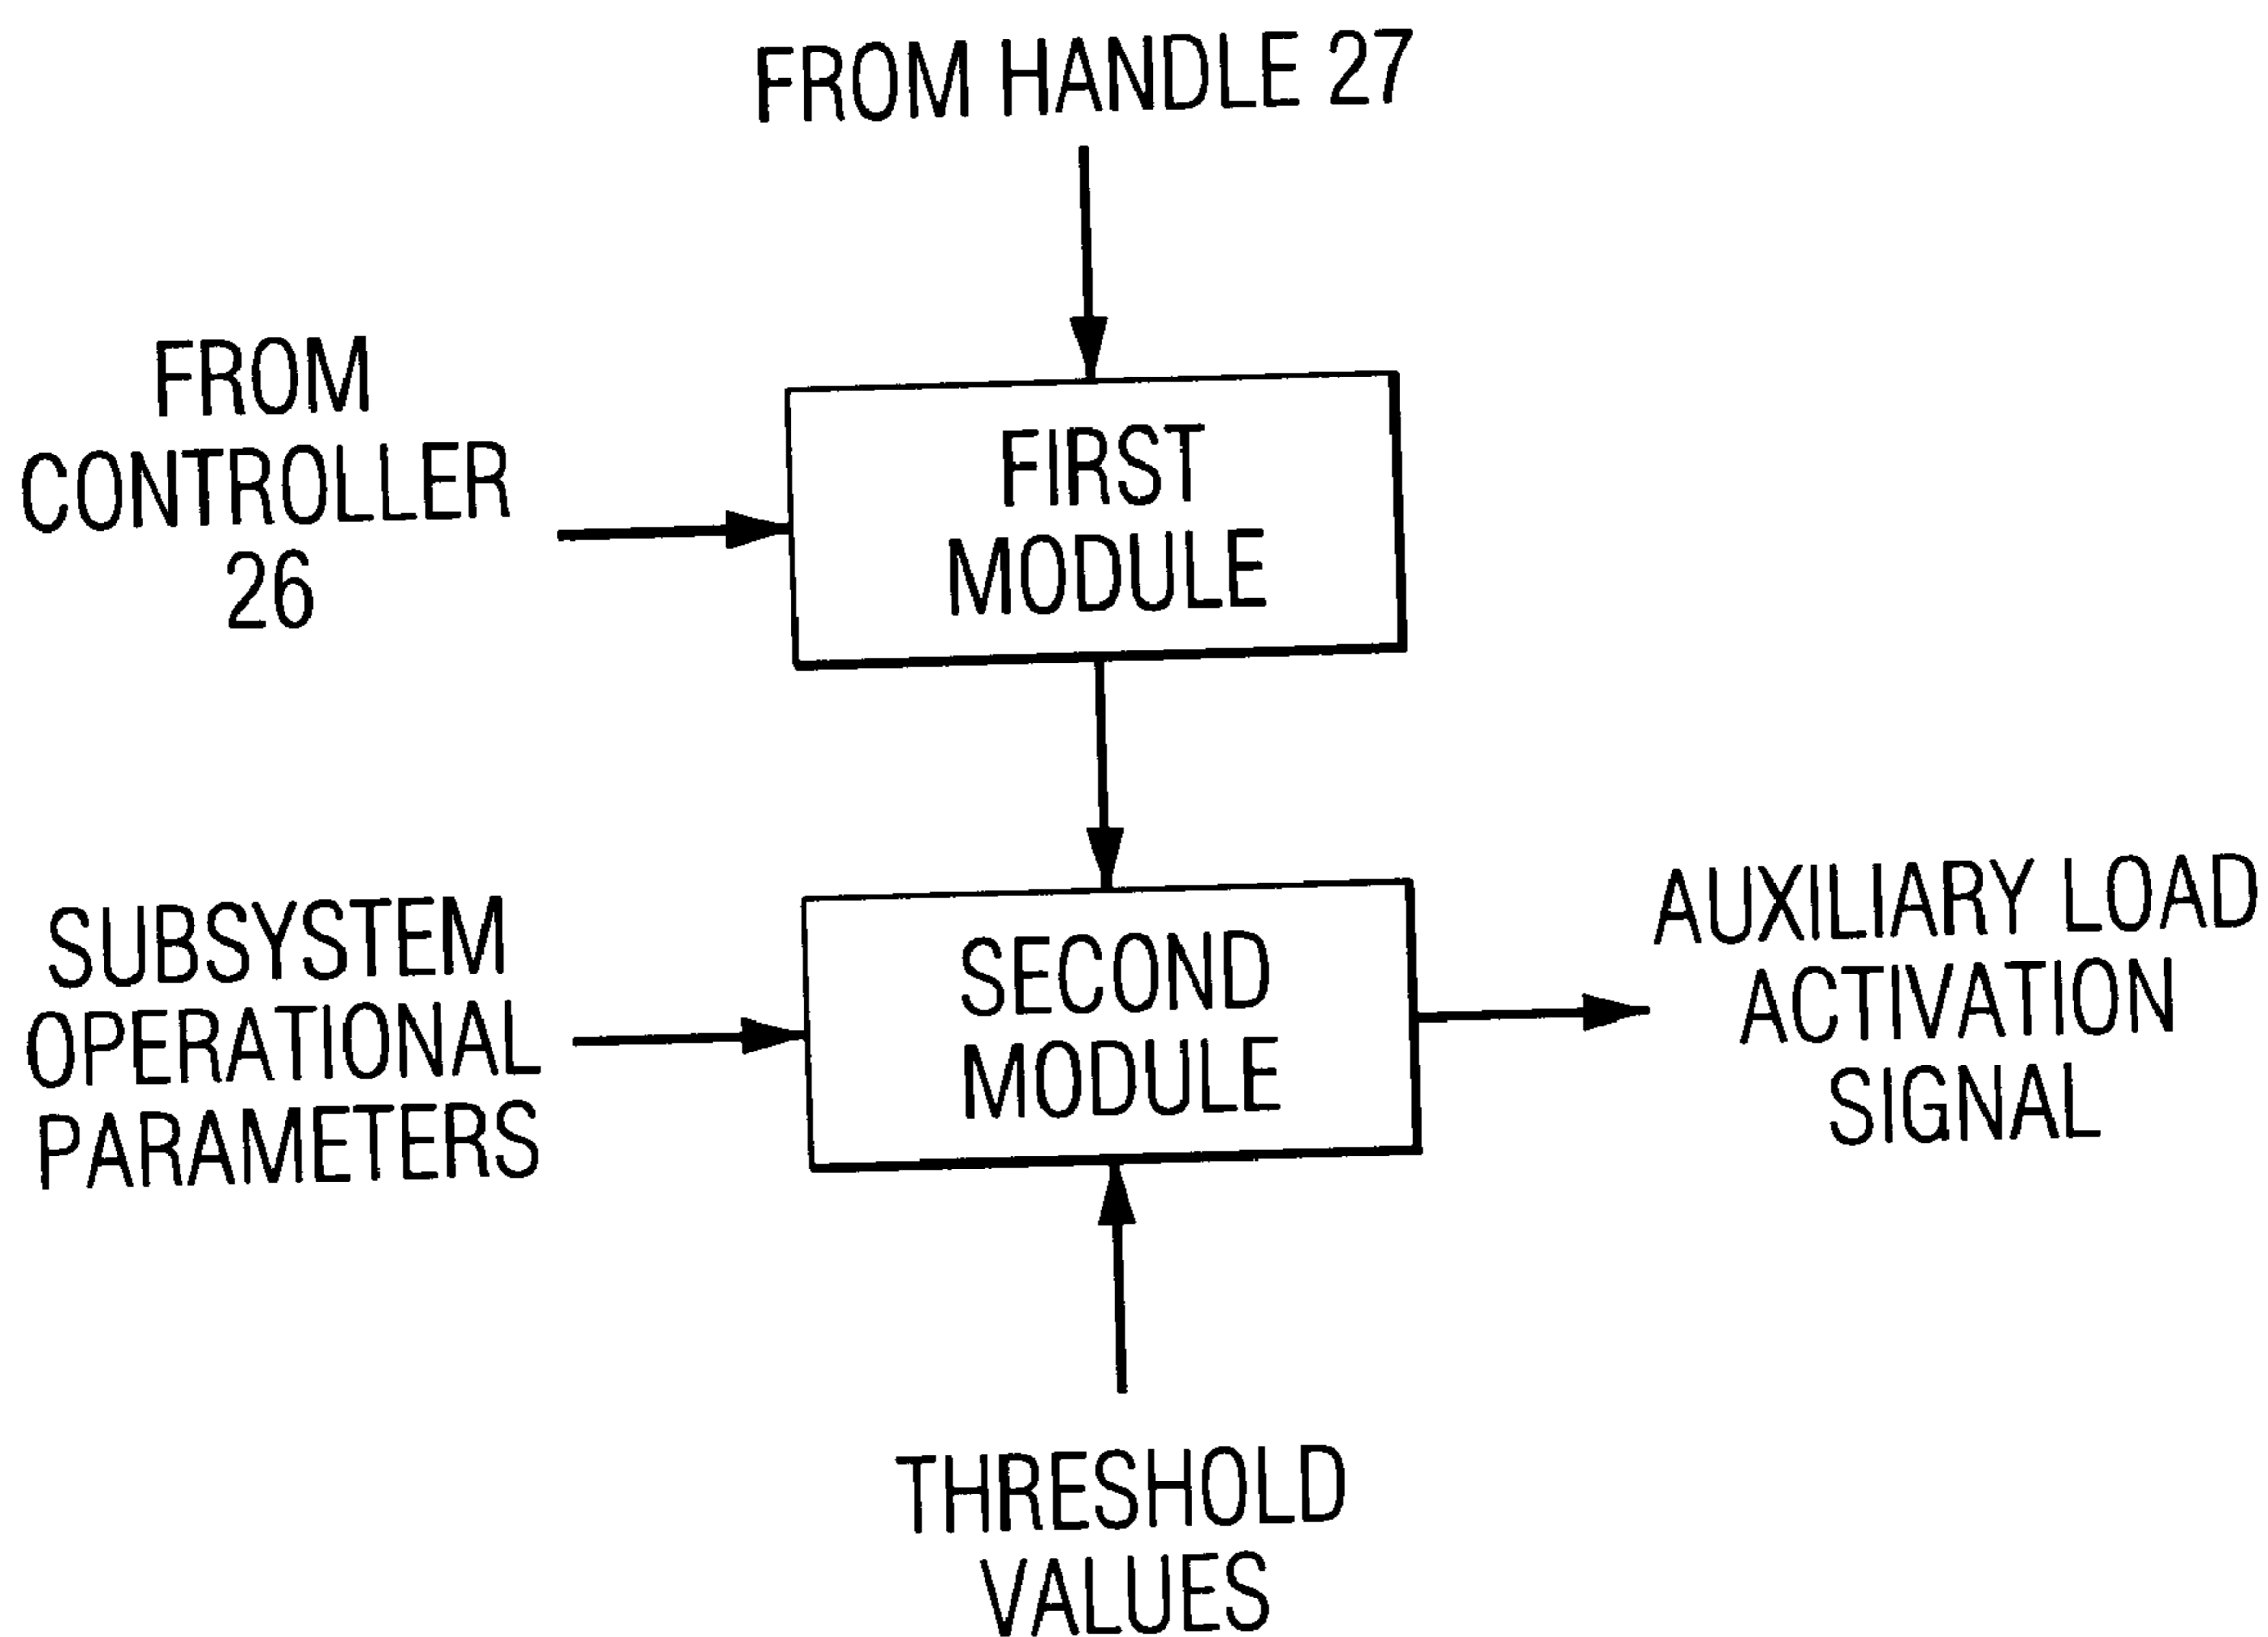 FROM HANDLE 27
FROM
CONTROLLER
26
FIRST
MODULE
SUBSYSTEM
OPERATIONAL
PARAMETERS
SECOND
MODULE
AUXILIARY LOAD
ACTIVATION
SIGNAL
THRESHOLD
VALUES